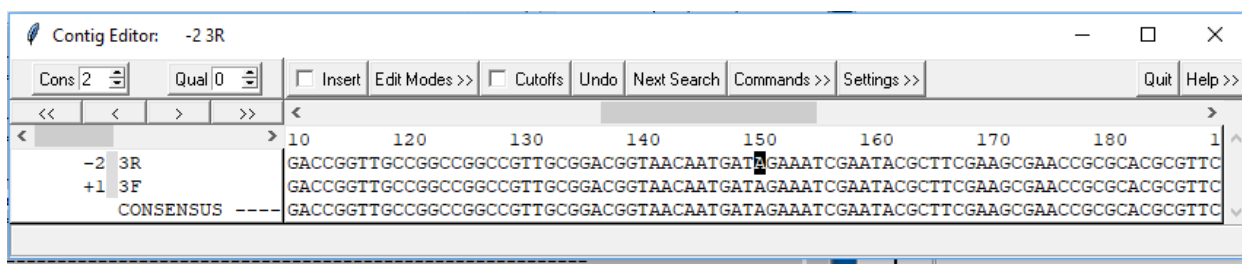 Contig Editor: -2 3R
Cons 2 Qual 0 Insert Edit Modes >> Cutoffs Undo Next Search Commands >> Settings >> Quit Help >>
<< < > >>
10 120 130 140 150 160 170 180 1
-2 3R GACCGGTTGCCGGCCGGCCGTTGCGGACGGTAACAATGATAGAAATCGAATACGCTTCGAAGCGAACCGCGCACGCGTTC
+1 3F GACCGGTTGCCGGCCGGCCGTTGCGGACGGTAACAATGATAGAAATCGAATACGCTTCGAAGCGAACCGCGCACGCGTTC
CONSENSUS ---- GACCGGTTGCCGGCCGGCCGTTGCGGACGGTAACAATGATAGAAATCGAATACGCTTCGAAGCGAACCGCGCACGCGTTC